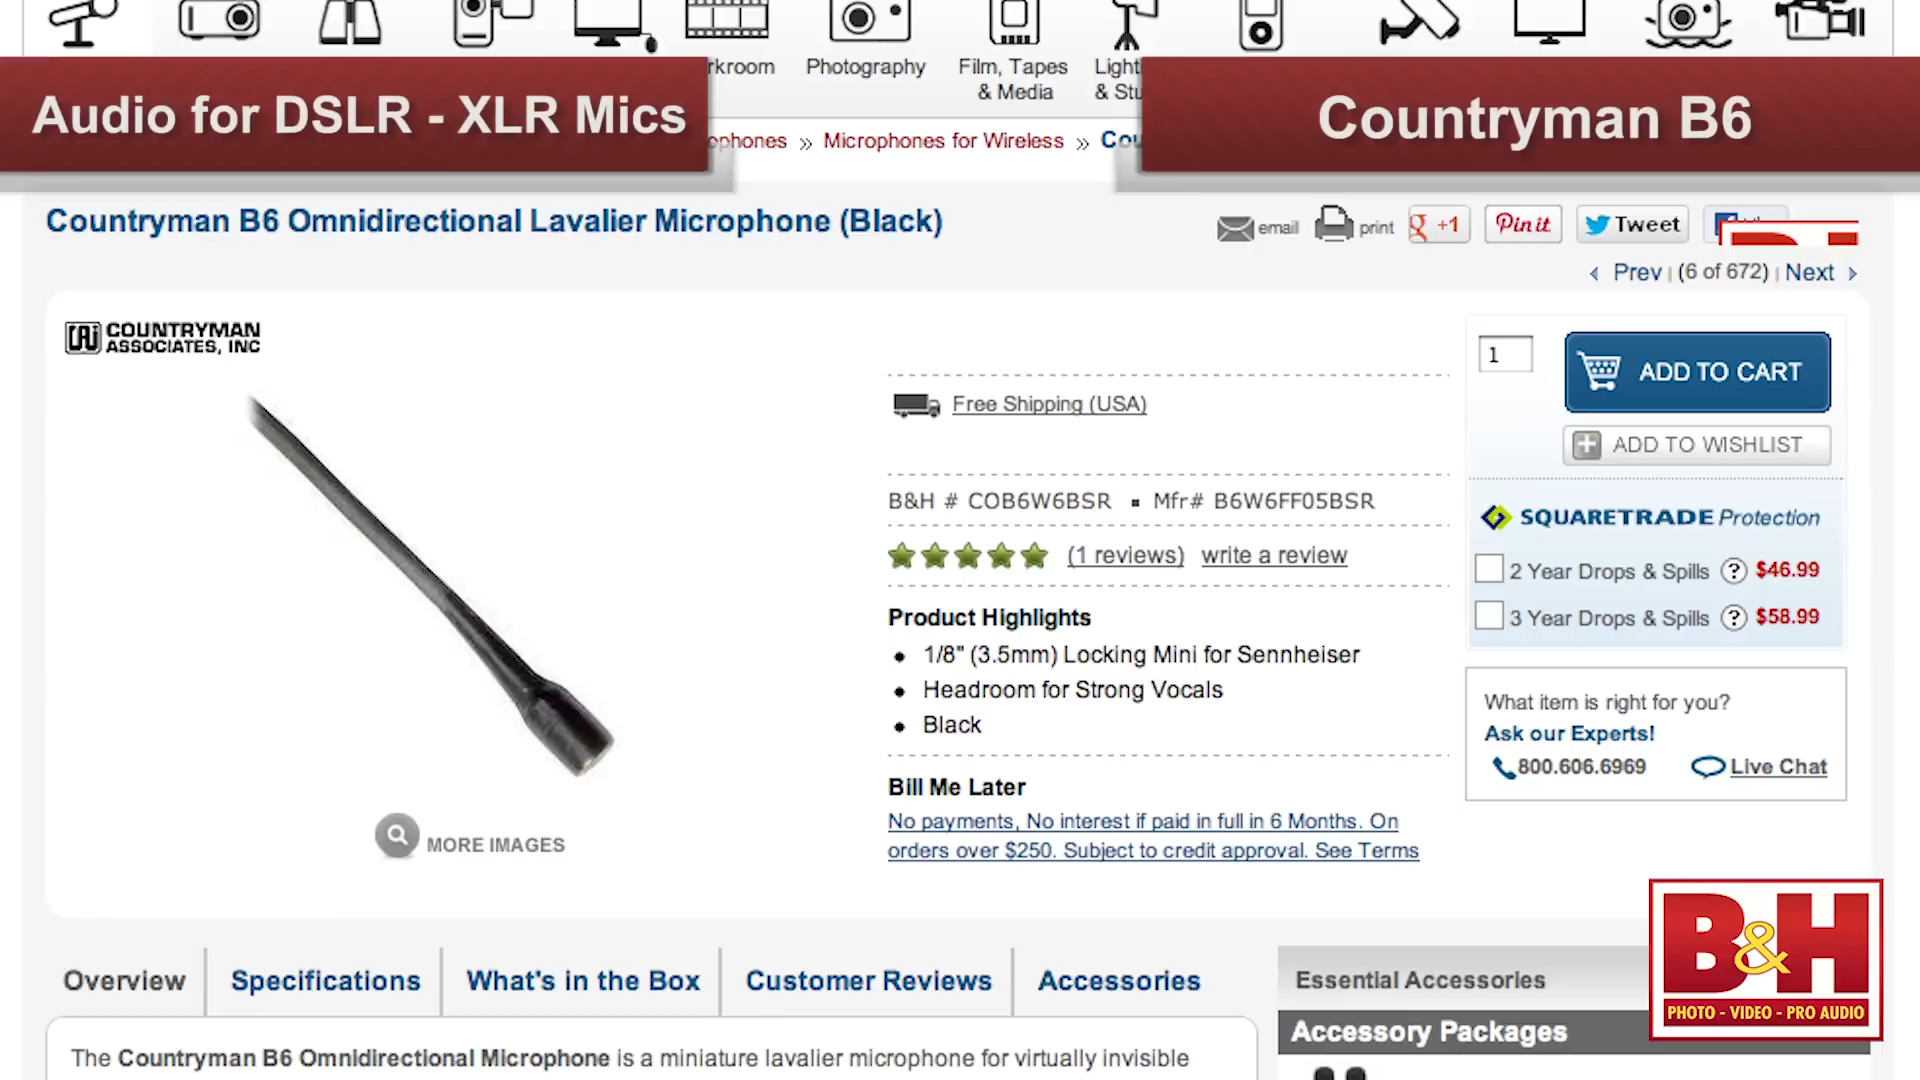 rkroom
Photography
Film, Tapes
& Media
Light
& Stu
Audio for DSLR - XLR Mics
Countryman B6
ophones » Microphones for Wireless » Cou
Countryman B6 Omnidirectional Lavalier Microphone (Black)
email
print
g +1
Pin it
Tweet
‹ Prev | (6 of 672) | Next ›
COUNTRYMAN
ASSOCIATES, INC
1
ADD TO CART
Free Shipping (USA)
ADD TO WISHLIST
B&H # COB6W6BSR ▪ Mfr# B6W6FF05BSR
SQUARETRADE Protection
(1 reviews) write a review
2 Year Drops & Spills ? $46.99
3 Year Drops & Spills ? $58.99
Product Highlights
• 1/8" (3.5mm) Locking Mini for Sennheiser
• Headroom for Strong Vocals
• Black
What item is right for you?
Ask our Experts!
800.606.6969
Live Chat
Bill Me Later
No payments, No interest if paid in full in 6 Months. On
orders over $250. Subject to credit approval. See Terms
MORE IMAGES
B&H
PHOTO - VIDEO - PRO AUDIO
Overview
Specifications
What's in the Box
Customer Reviews
Accessories
Essential Accessories
Accessory Packages
The Countryman B6 Omnidirectional Microphone is a miniature lavalier microphone for virtually invisible